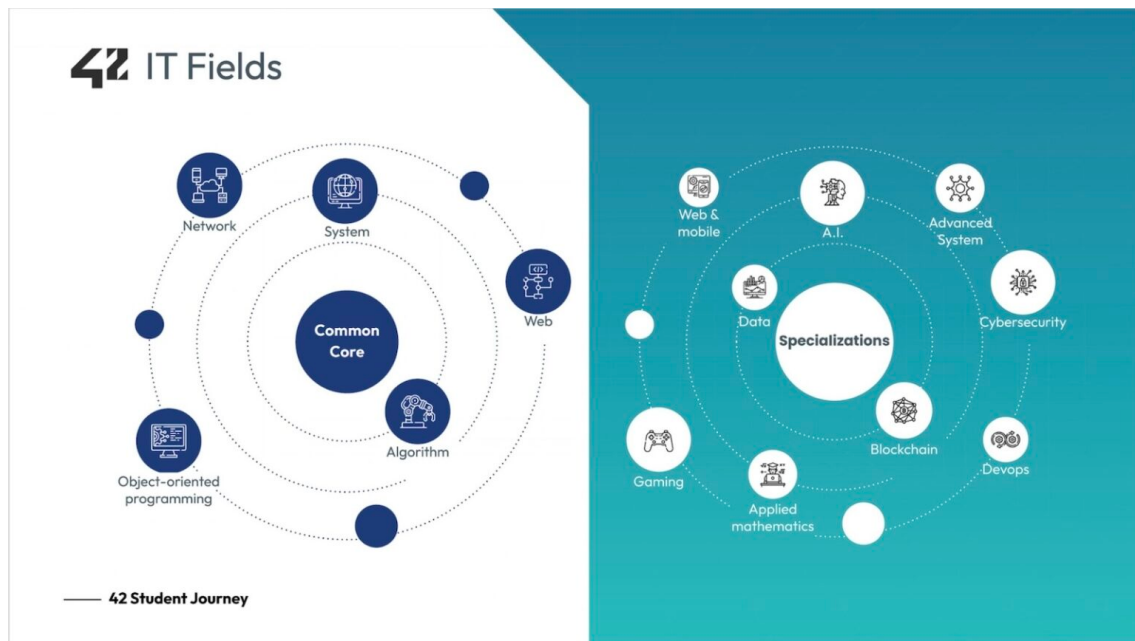 42 IT Fields
Network
System
Web
Common
Core
Algorithm
Object-oriented
programming
42 Student Journey
Web &
mobile
A.I.
Advanced
System
Data
Cybersecurity
Specializations
Blockchain
Gaming
Devops
Applied
mathematics